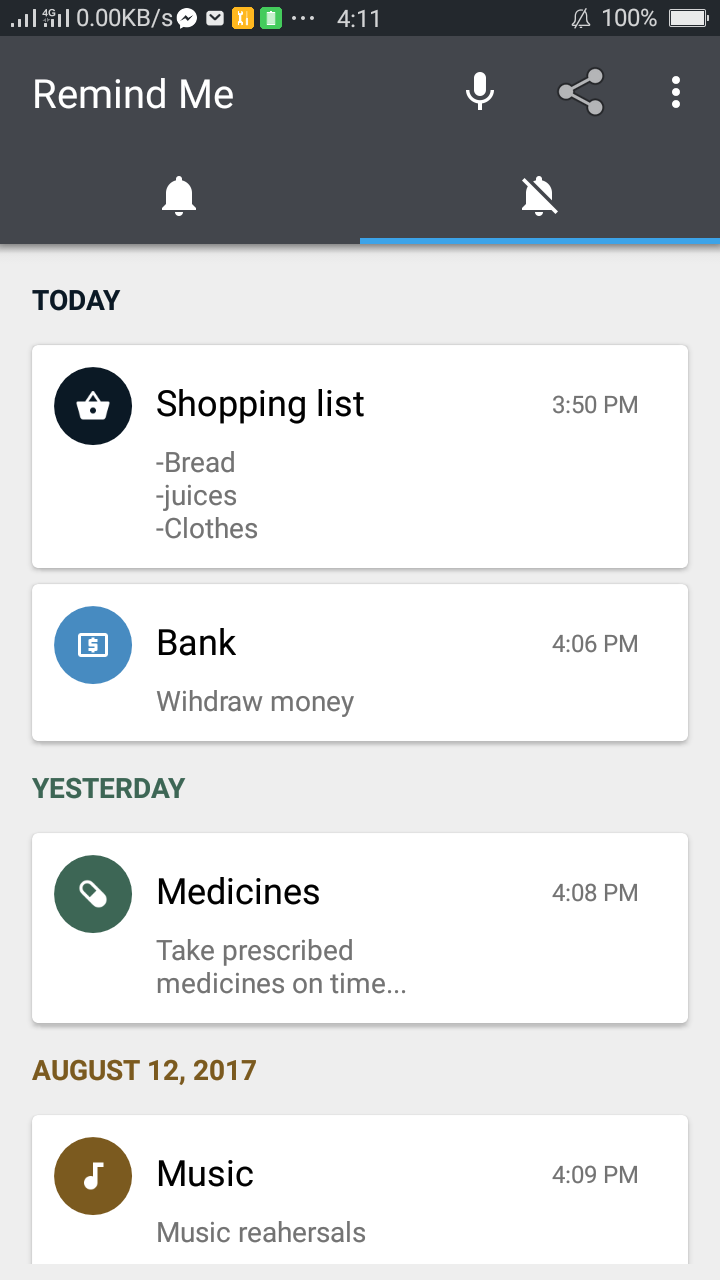 4G 0.00KB/s ... 4:11 100%
Remind Me
TODAY
Shopping list 3:50 PM
-Bread
-juices
-Clothes
Bank 4:06 PM
Wihdraw money
YESTERDAY
Medicines 4:08 PM
Take prescribed
medicines on time...
AUGUST 12, 2017
Music 4:09 PM
Music reahersals